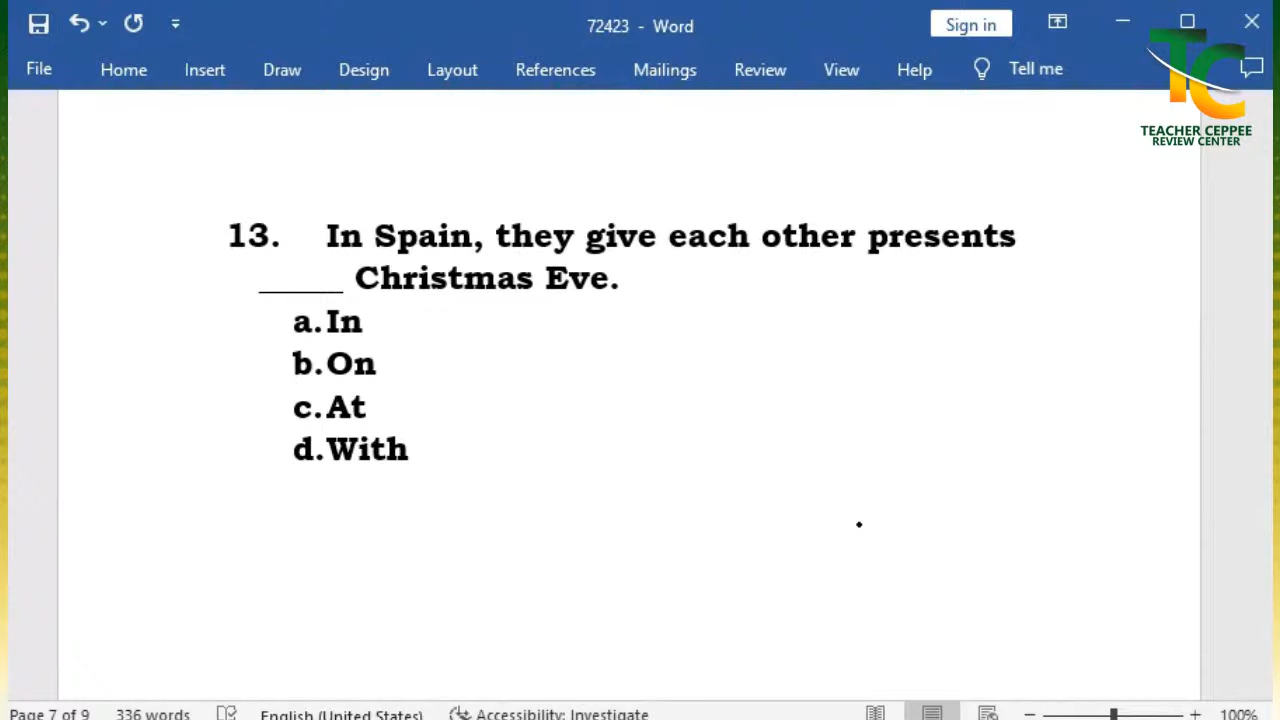 72423 - Word
Sign in
File Home Insert Draw Design Layout References Mailings Review View Help Tell me
TEACHER CEPPEE
REVIEW CENTER
13. In Spain, they give each other presents
_____ Christmas Eve.
a. In
b. On
c. At
d. With
Page 7 of 9 336 words English (United States) Accessibility: Investigate 100%